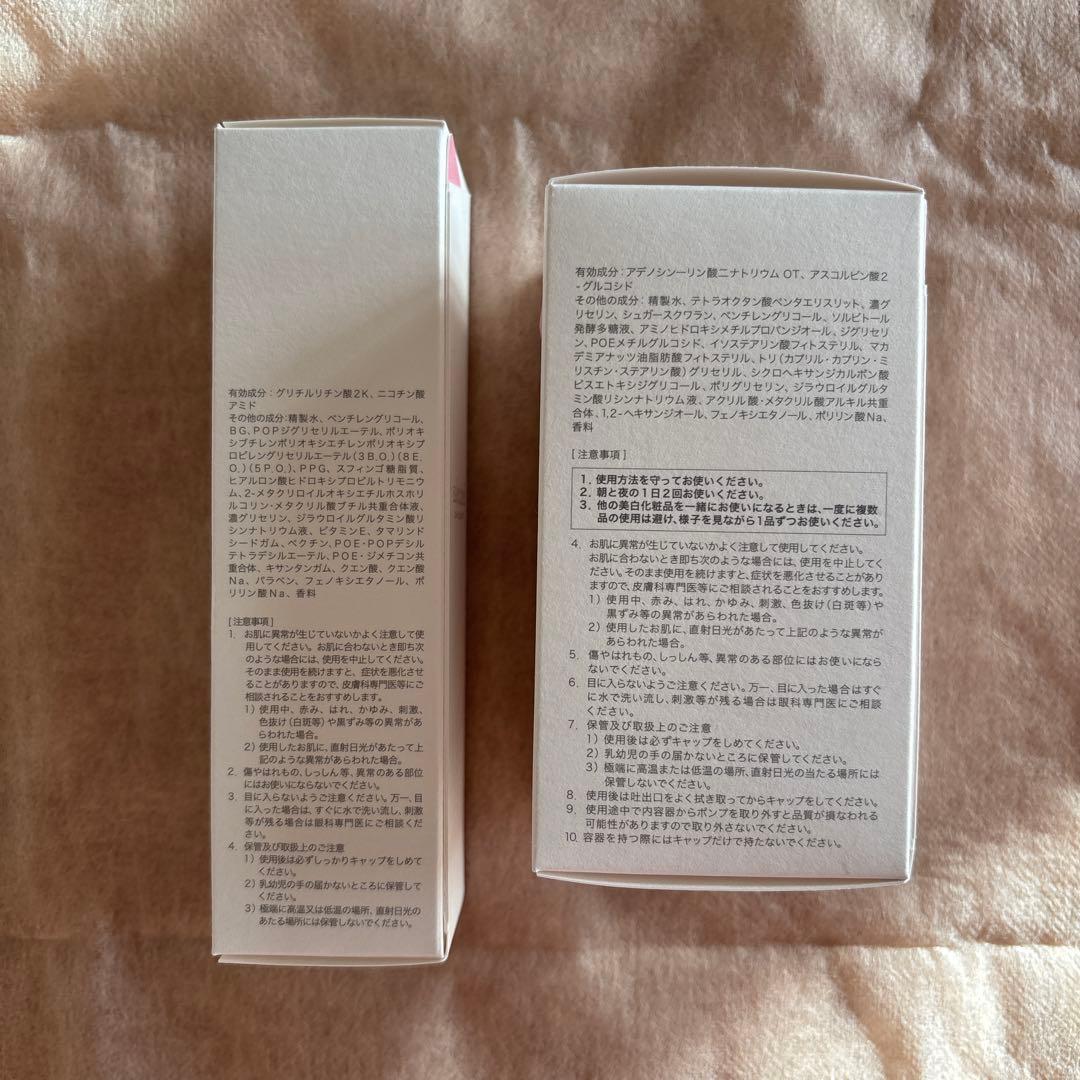 有効成分：グリチルリチン酸2K、ニコチン酸
アミド
その他の成分：精製水、ペンチレングリコール、
BG、POPジグリセリルエーテル、ポリオキ
シブチレンポリオキシエチレンポリオキシプ
ロピレングリセリルエーテル（3B.O.）（8E.
O.）（5P.O.）、PPG、スフィンゴ糖脂質、
ヒアルロン酸ヒドロキシプロピルトリモニウ
ム、2-メタクリロイルオキシエチルホスホリ
ルコリン・メタクリル酸ブチル共重合体液、
濃グリセリン、ジラウロイルグルタミン酸リ
シンナトリウム液、ビタミンE、タマリンド
シードガム、ペクチン、POE・POPデシル
テトラデシルエーテル、POE・ジメチコン共
重合体、キサンタンガム、クエン酸、クエン酸
Na、パラベン、フェノキシエタノール、ポ
リリン酸Na、香料
[注意事項]
1. お肌に異常が生じていないかよく注意して使
用してください。お肌に合わないとき即ち次
のような場合には、使用を中止してください。
そのまま使用を続けますと、症状を悪化させ
ることがありますので、皮膚科専門医等にご
相談されることをおすすめします。
1）使用中、赤み、はれ、かゆみ、刺激、
色抜け（白斑等）や黒ずみ等の異常があ
らわれた場合。
2）使用したお肌に、直射日光があたって上
記のような異常があらわれた場合。
2. 傷やはれもの、しっしん等、異常のある部位
にはお使いにならないでください。
3. 目に入らないようご注意ください。万一、目
に入った場合は、すぐに水で洗い流し、刺激
等が残る場合は眼科専門医にご相談くださ
い。
4. 保管及び取扱上のご注意
1）使用後は必ずしっかりキャップをしめて
ください。
2）乳幼児の手の届かないところに保管して
ください。
3）極端に高温又は低温の場所、直射日光の
あたる場所には保管しないでください。
有効成分：アデノシン一リン酸二ナトリウム OT、アスコルビン酸2
-グルコシド
その他の成分：精製水、テトラオクタン酸ペンタエリスリット、濃グ
リセリン、シュガースクワラン、ペンチレングリコール、ソルビトール
発酵多糖液、アミノヒドロキシメチルプロパンジオール、ジグリセリ
ン、POEメチルグルコシド、イソステアリン酸フィトステリル、マカ
デミアナッツ油脂肪酸フィトステリル、トリ（カプリル・カプリン・ミ
リスチン・ステアリン酸）グリセリル、シクロヘキサンジカルボン酸
ビスエトキシジグリコール、ポリグリセリン、ジラウロイルグルタ
ミン酸リシンナトリウム液、アクリル酸・メタクリル酸アルキル共重
合体、1,2-ヘキサンジオール、フェノキシエタノール、ポリリン酸Na、
香料
[注意事項]
1. 使用方法を守ってお使いください。
2. 朝と夜の1日2回お使いください。
3. 他の美白化粧品を一緒にお使いになるときは、一度に複数
品の使用は避け、様子を見ながら1品ずつお使いください。
4. お肌に異常が生じていないかよく注意して使用してください。
お肌に合わないとき即ち次のような場合には、使用を中止してく
ださい。そのまま使用を続けますと、症状を悪化させることがあり
ますので、皮膚科専門医等にご相談されることをおすすめします。
1）使用中、赤み、はれ、かゆみ、刺激、色抜け（白斑等）や
黒ずみ等の異常があらわれた場合。
2）使用したお肌に、直射日光があたって上記のような異常が
あらわれた場合。
5. 傷やはれもの、しっしん等、異常のある部位にはお使いになら
ないでください。
6. 目に入らないようご注意ください。万一、目に入った場合はすぐ
に水で洗い流し、刺激等が残る場合は眼科専門医にご相談
ください。
7. 保管及び取扱上のご注意
1）使用後は必ずキャップをしめてください。
2）乳幼児の手の届かないところに保管してください。
3）極端に高温または低温の場所、直射日光の当たる場所には
保管しないでください。
8. 使用後は吐出口をよく拭き取ってからキャップをしてください。
9. 使用途中で内容器からポンプを取り外すと品質が損なわれる
可能性がありますので取り外さないでください。
10. 容器を持つ際にはキャップだけで持たないでください。